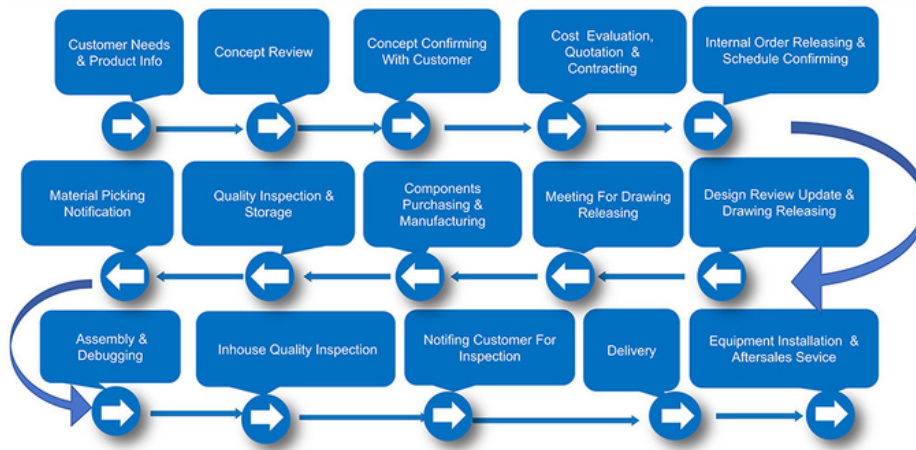 Customer Needs
& Product Info
Concept Review
Concept Confirming
With Customer
Cost Evaluation,
Quotation &
Contracting
Internal Order Releasing &
Schedule Confirming
Material Picking
Notification
Quality Inspection &
Storage
Components
Purchasing &
Manufacturing
Meeting For Drawing
Releasing
Design Review Update &
Drawing Releasing
Assembly &
Debugging
Inhouse Quality Inspection
Notifing Customer For
Inspection
Delivery
Equipment Installation &
Aftersales Sevice